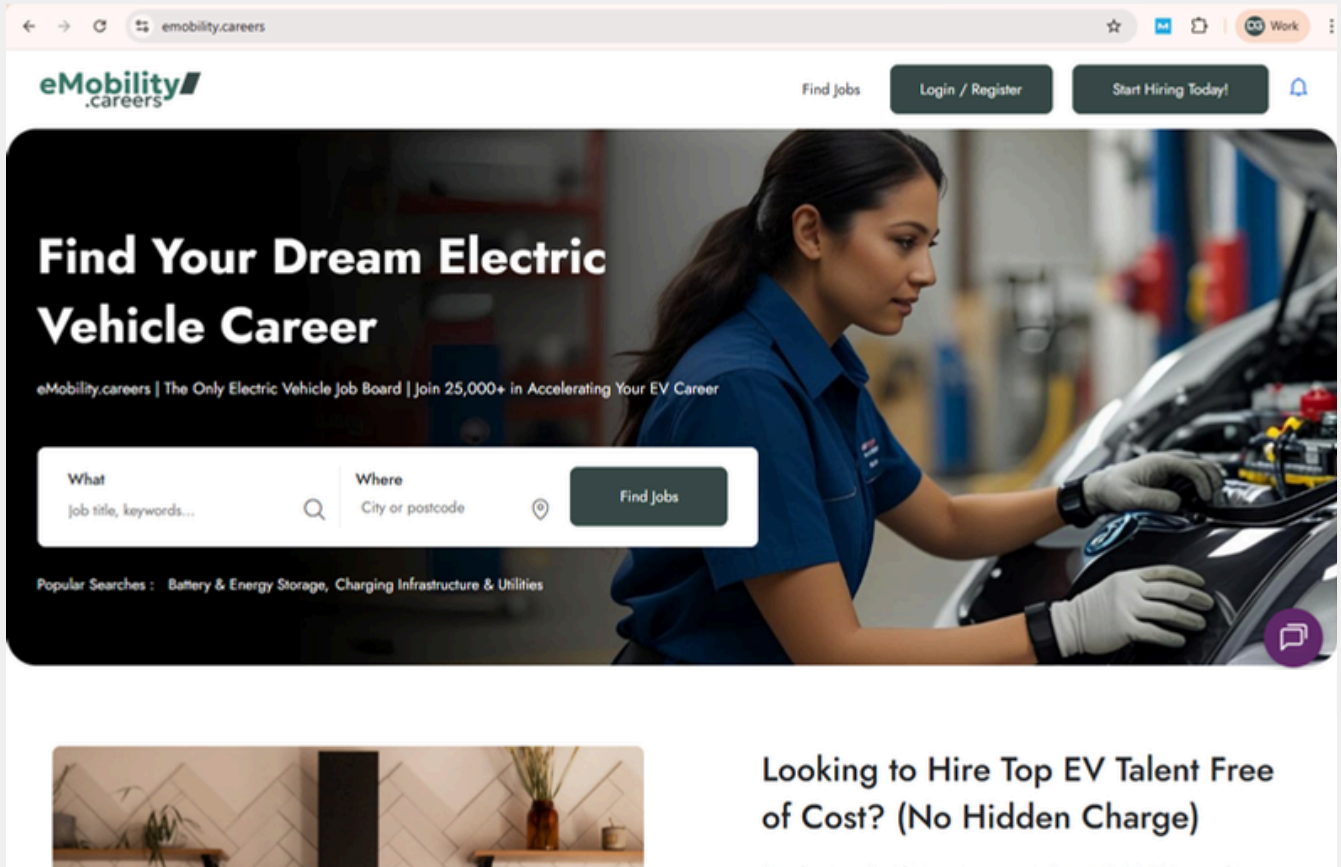 emobility.careers
CG Work
eMobility
.careers
Find Jobs
Login / Register
Start Hiring Today!
Find Your Dream Electric
Vehicle Career
eMobility.careers | The Only Electric Vehicle Job Board | Join 25,000+ in Accelerating Your EV Career
What
Job title, keywords...
Where
City or postcode
Find Jobs
Popular Searches : Battery & Energy Storage, Charging Infrastructure & Utilities
Looking to Hire Top EV Talent Free
of Cost? (No Hidden Charge)